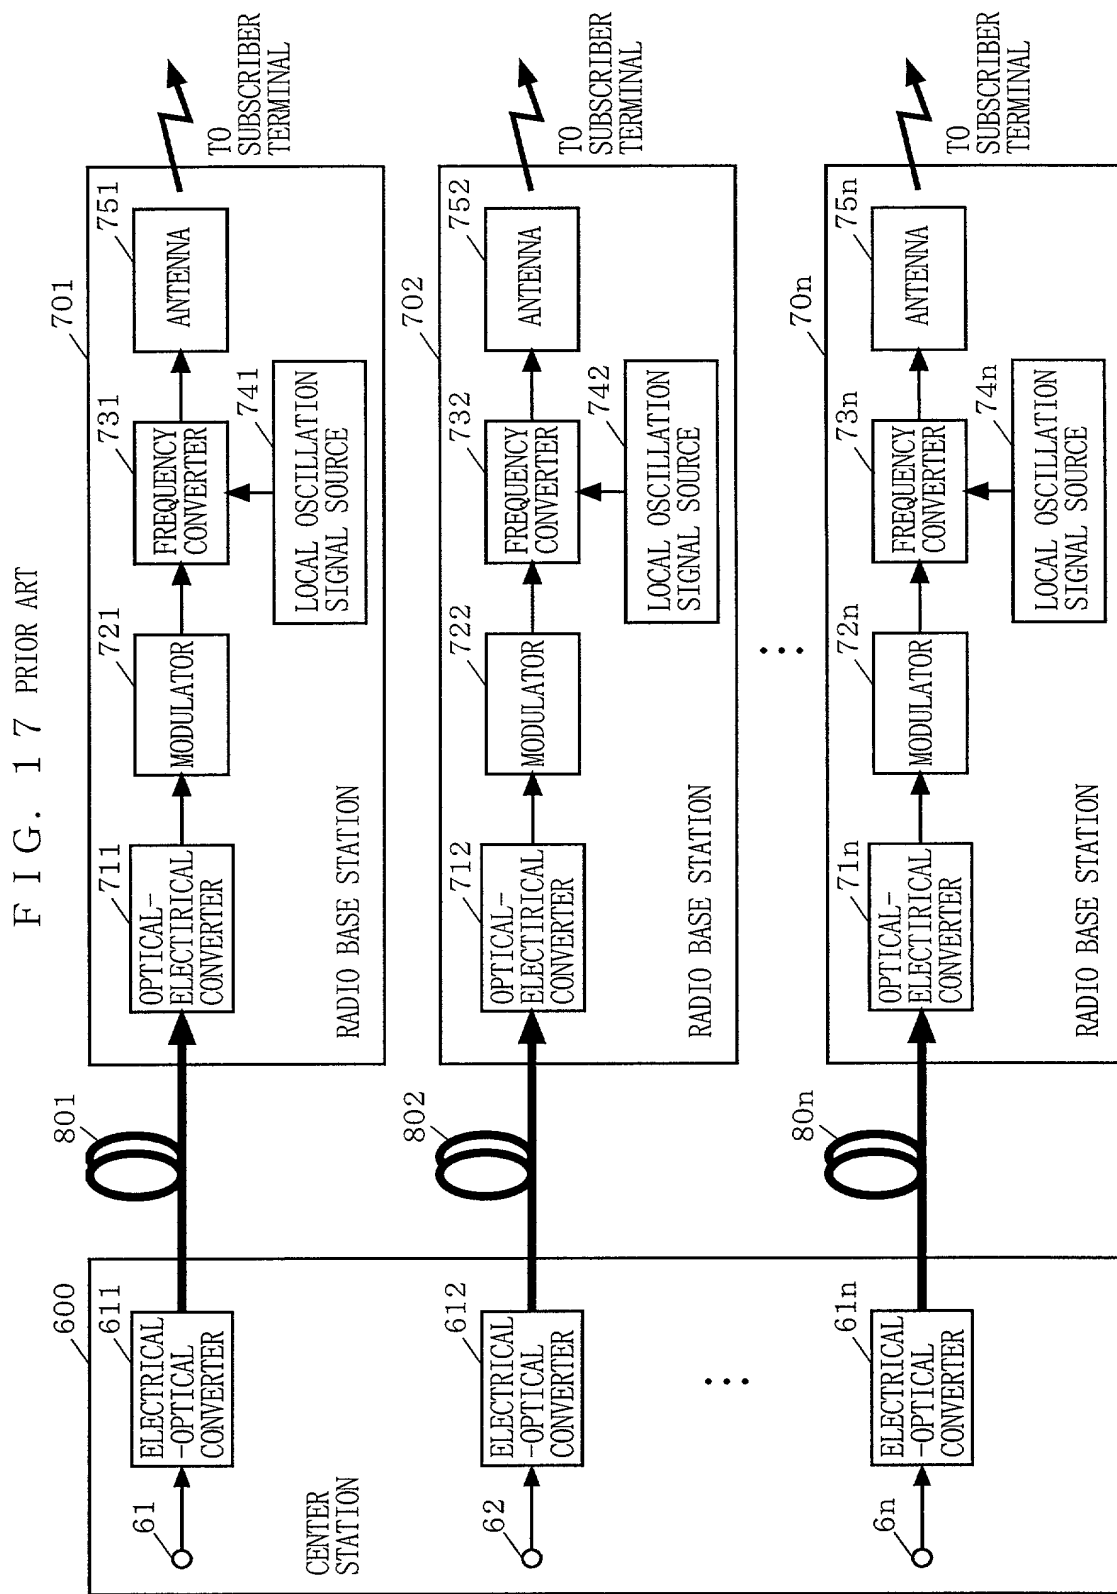 F I G. 1 7 PRIOR ART
600
CENTER
STATION
61
611
ELECTRICAL
-OPTICAL
CONVERTER
801
701
RADIO BASE STATION
711
OPTICAL-
ELECTIRICAL
CONVERTER
721
MODULATOR
731
FREQUENCY
CONVERTER
741
LOCAL OSCILLATION
SIGNAL SOURCE
751
ANTENNA
TO
SUBSCRIBER
TERMINAL
62
612
ELECTRICAL
-OPTICAL
CONVERTER
802
702
RADIO BASE STATION
712
OPTICAL-
ELECTIRICAL
CONVERTER
722
MODULATOR
732
FREQUENCY
CONVERTER
742
LOCAL OSCILLATION
SIGNAL SOURCE
752
ANTENNA
TO
SUBSCRIBER
TERMINAL
...
...
6n
61n
ELECTRICAL
-OPTICAL
CONVERTER
80n
70n
RADIO BASE STATION
71n
OPTICAL-
ELECTIRICAL
CONVERTER
72n
MODULATOR
73n
FREQUENCY
CONVERTER
74n
LOCAL OSCILLATION
SIGNAL SOURCE
75n
ANTENNA
TO
SUBSCRIBER
TERMINAL